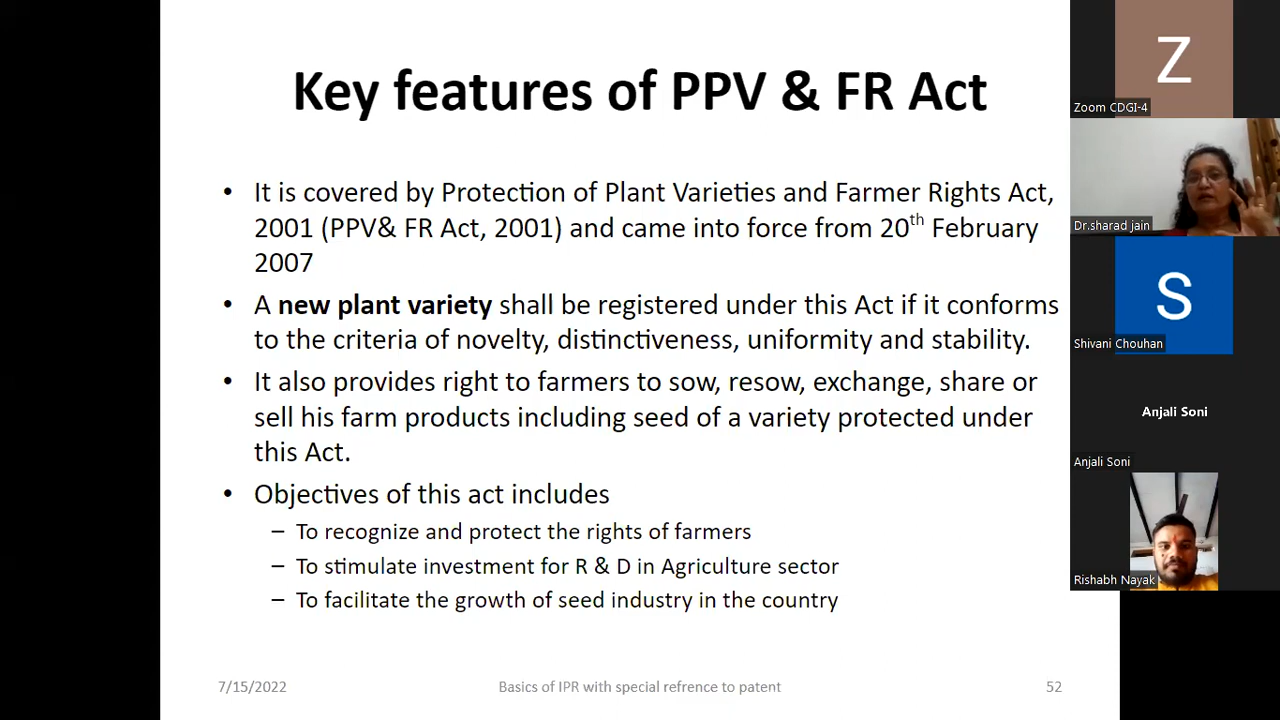 Key features of PPV & FR Act
• It is covered by Protection of Plant Varieties and Farmer Rights Act,
2001 (PPV& FR Act, 2001) and came into force from 20th February
2007
• A new plant variety shall be registered under this Act if it conforms
to the criteria of novelty, distinctiveness, uniformity and stability.
• It also provides right to farmers to sow, resow, exchange, share or
sell his farm products including seed of a variety protected under
this Act.
• Objectives of this act includes
– To recognize and protect the rights of farmers
– To stimulate investment for R & D in Agriculture sector
– To facilitate the growth of seed industry in the country
7/15/2022
Basics of IPR with special refrence to patent
52
Z
Zoom CDGI-4
Dr.sharad jain
S
Shivani Chouhan
Anjali Soni
Anjali Soni
Rishabh Nayak